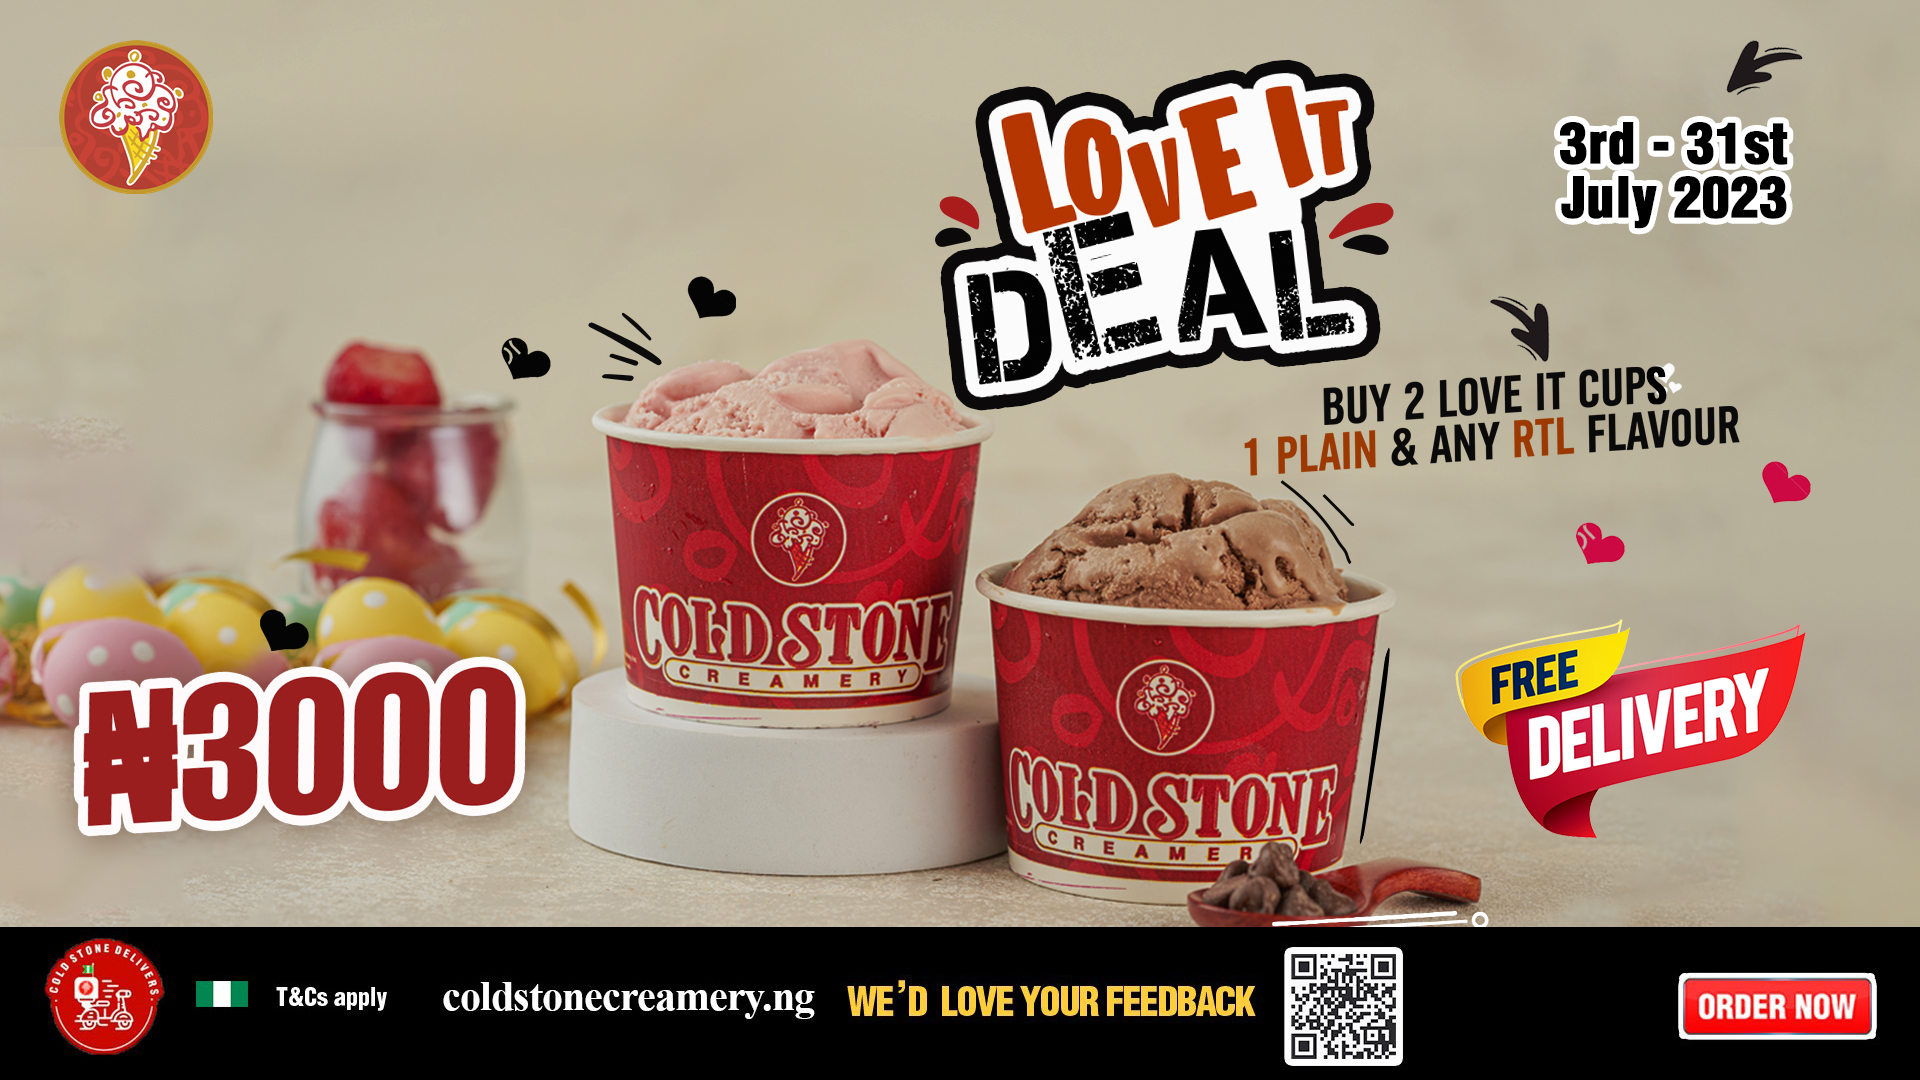 LOVE IT
DEAL
3rd - 31st
July 2023
BUY 2 LOVE IT CUPS
1 PLAIN & ANY RTL FLAVOUR
COLD STONE
CREAMERY
COLD STONE
CREAMER
₦3000
FREE
DELIVERY
COLD STONE DELIVERS
T&Cs apply
coldstonecreamery.ng
WE'D LOVE YOUR FEEDBACK
ORDER NOW